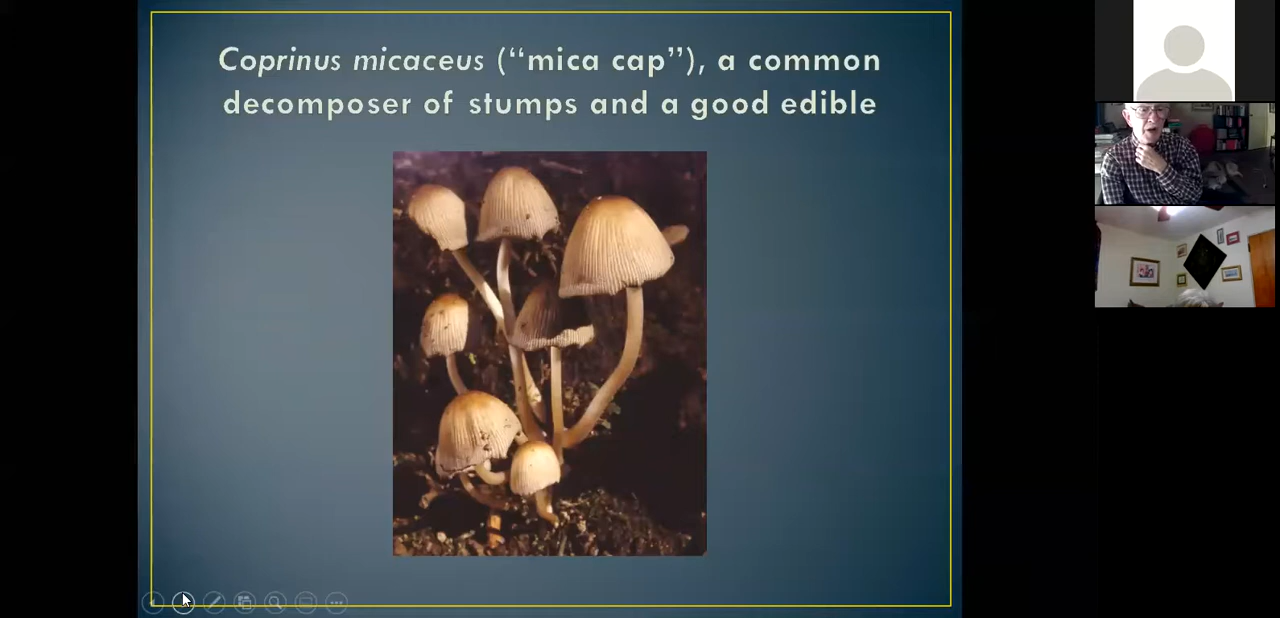 Coprinus micaceus (“mica cap”), a common
decomposer of stumps and a good edible